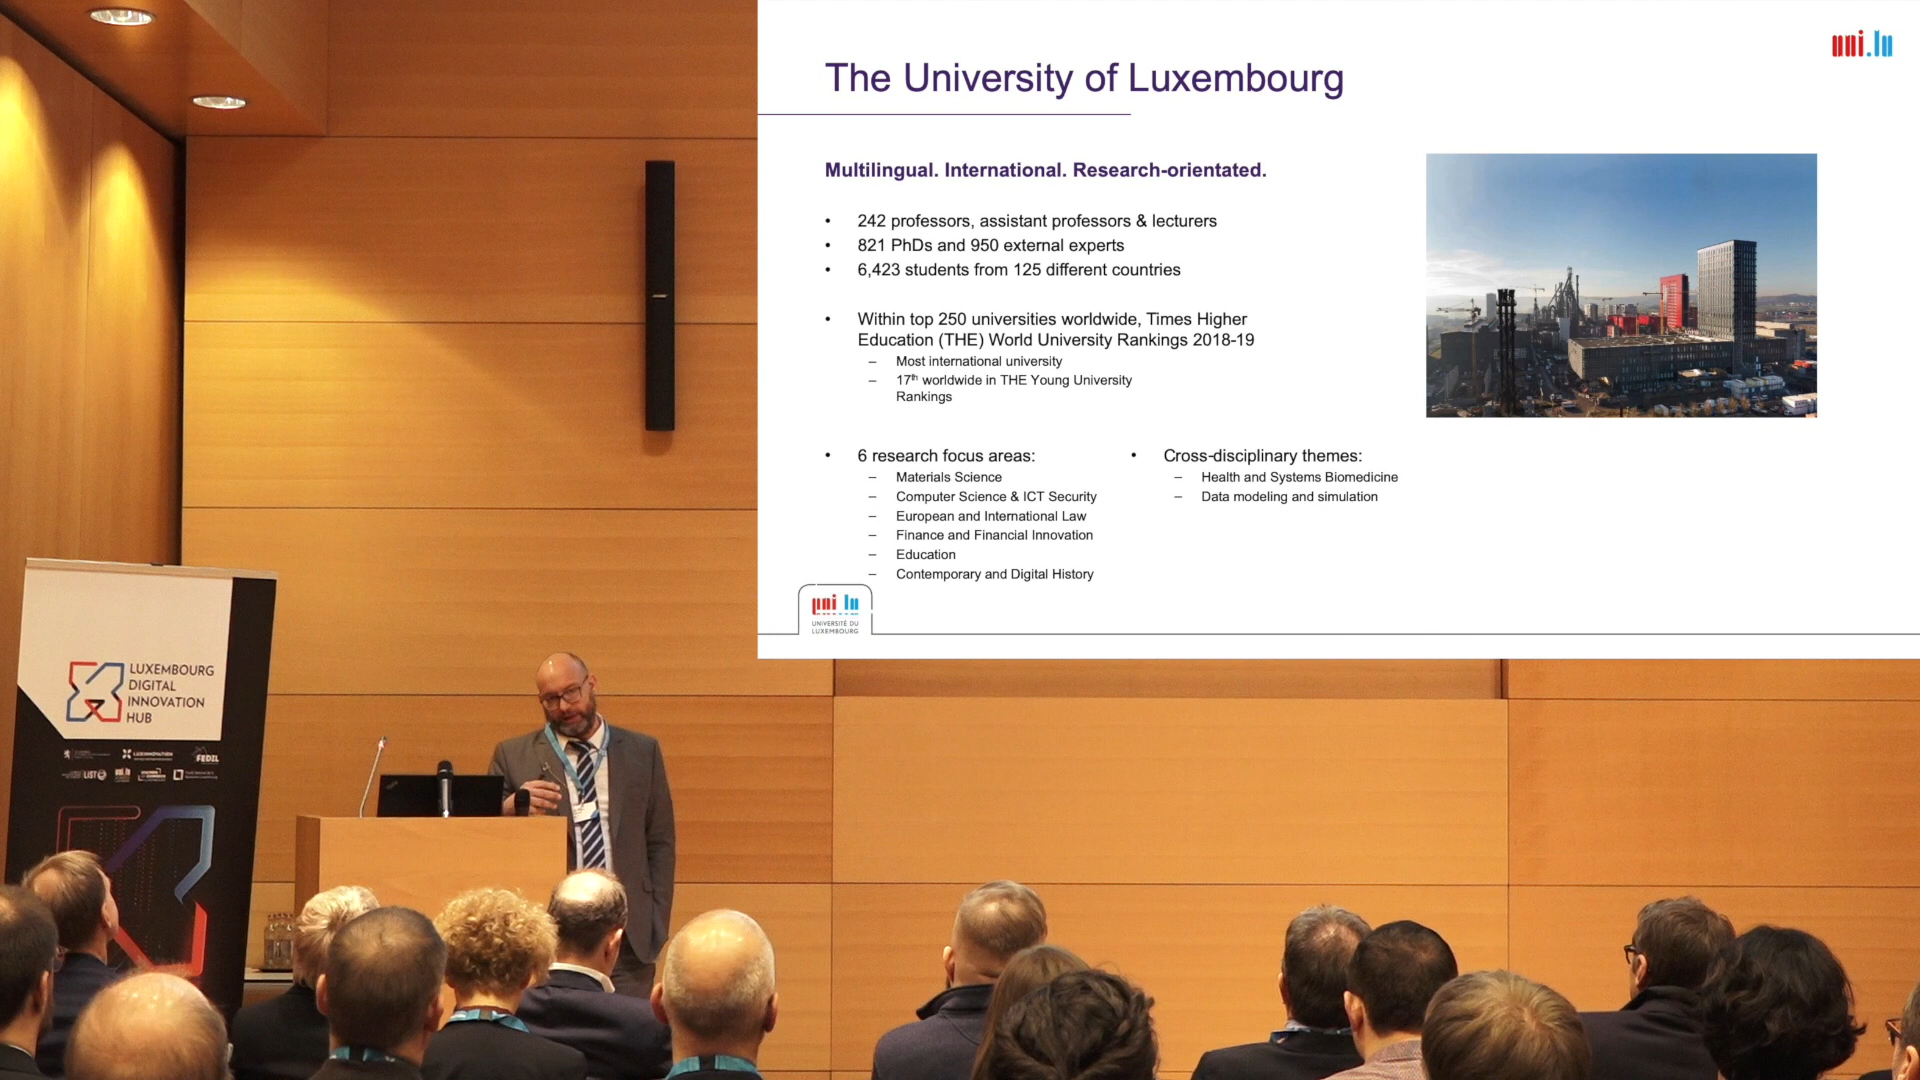 uni.lu
The University of Luxembourg
Multilingual. International. Research-orientated.
• 242 professors, assistant professors & lecturers
• 821 PhDs and 950 external experts
• 6,423 students from 125 different countries
• Within top 250 universities worldwide, Times Higher
Education (THE) World University Rankings 2018-19
– Most international university
– 17th worldwide in THE Young University
Rankings
• 6 research focus areas:
– Materials Science
– Computer Science & ICT Security
– European and International Law
– Finance and Financial Innovation
– Education
– Contemporary and Digital History
• Cross-disciplinary themes:
– Health and Systems Biomedicine
– Data modeling and simulation
uni lu
UNIVERSITÉ DU
LUXEMBOURG
LUXEMBOURG
DIGITAL
INNOVATION
HUB
LUXINNOVATION
FEDIL
LIST
uni.lu